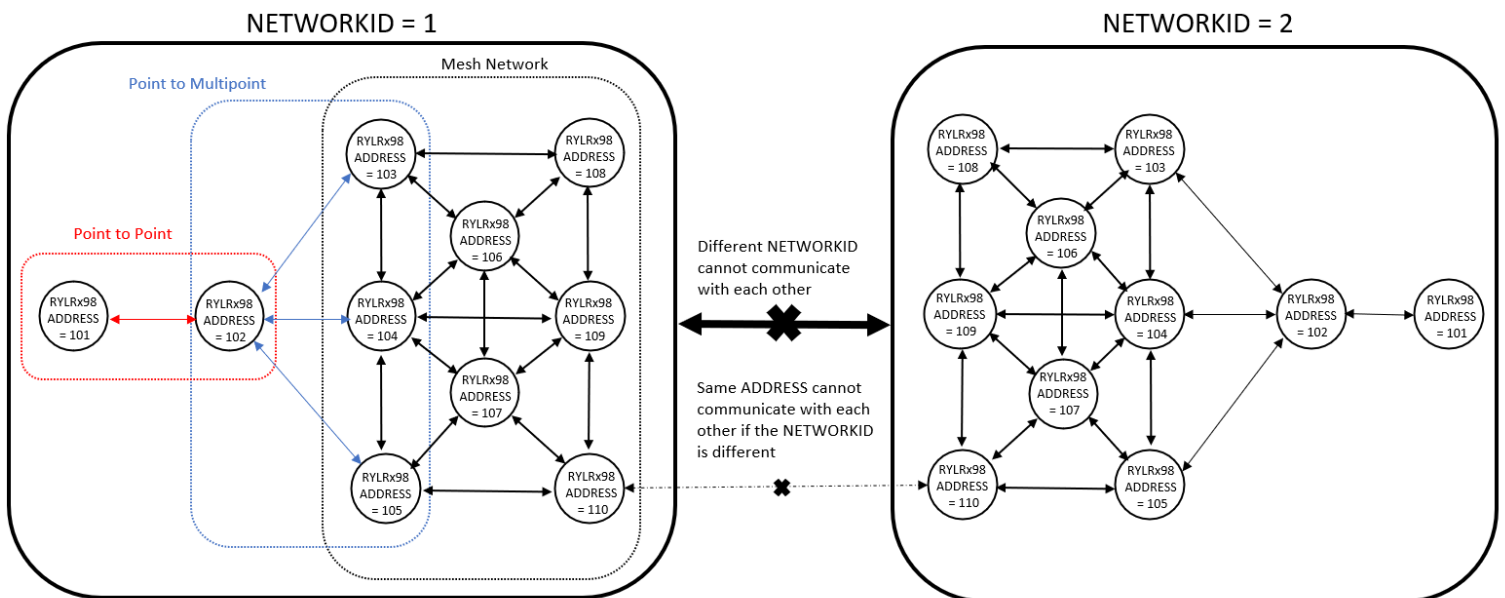 NETWORKID = 1
NETWORKID = 2
Mesh Network
Point to Multipoint
Point to Point
RYLRx98
ADDRESS
= 101
RYLRx98
ADDRESS
= 102
RYLRx98
ADDRESS
= 103
RYLRx98
ADDRESS
= 108
RYLRx98
ADDRESS
= 106
RYLRx98
ADDRESS
= 104
RYLRx98
ADDRESS
= 109
RYLRx98
ADDRESS
= 107
RYLRx98
ADDRESS
= 105
RYLRx98
ADDRESS
= 110
Different NETWORKID
cannot communicate
with each other
Same ADDRESS cannot
communicate with each
other if the NETWORKID
is different
RYLRx98
ADDRESS
= 108
RYLRx98
ADDRESS
= 103
RYLRx98
ADDRESS
= 106
RYLRx98
ADDRESS
= 109
RYLRx98
ADDRESS
= 104
RYLRx98
ADDRESS
= 102
RYLRx98
ADDRESS
= 101
RYLRx98
ADDRESS
= 107
RYLRx98
ADDRESS
= 110
RYLRx98
ADDRESS
= 105